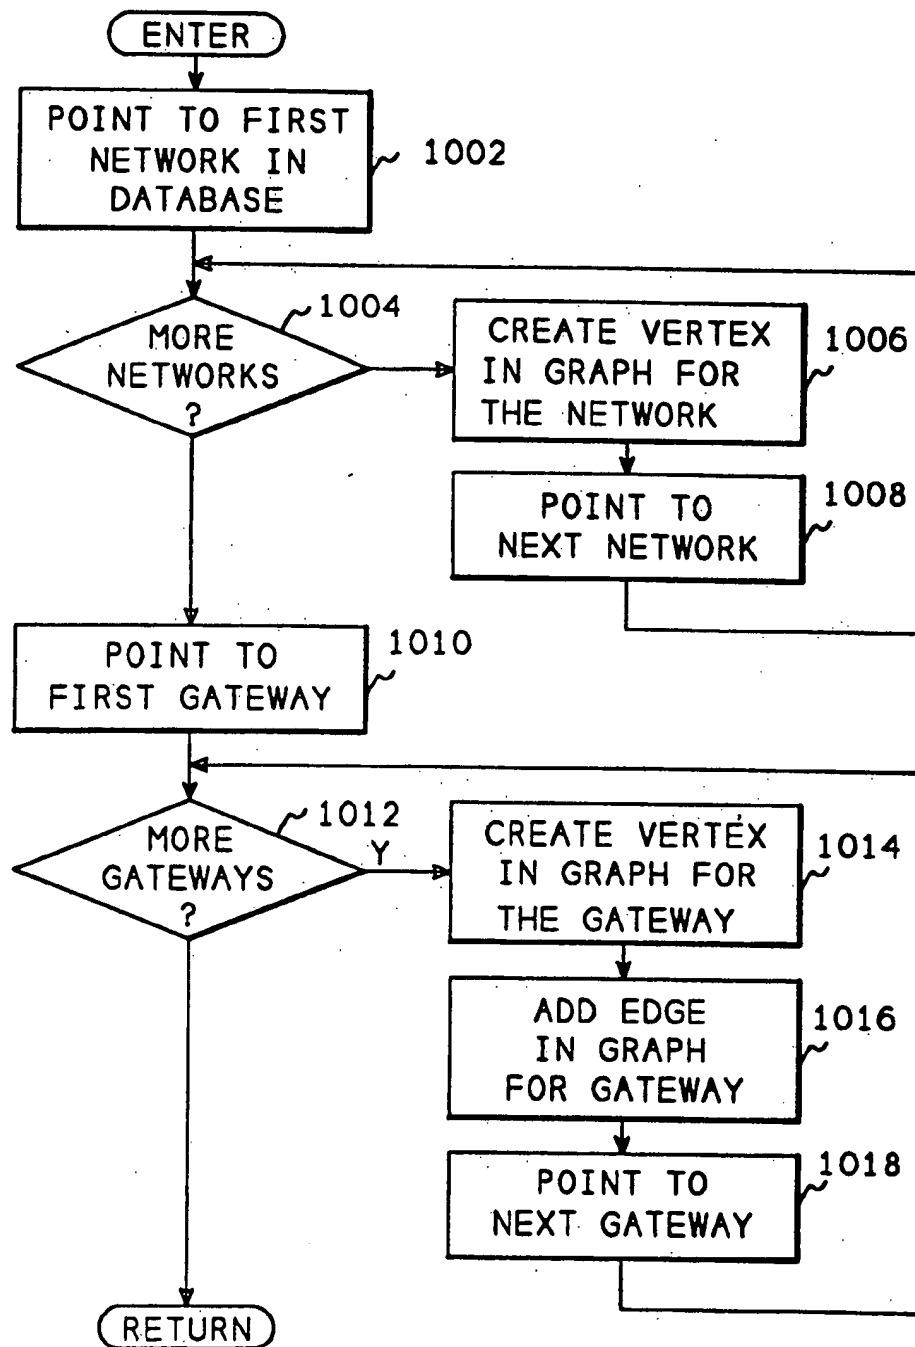 ENTER
POINT TO FIRST
NETWORK IN
DATABASE
1002
MORE
NETWORKS
?
1004
CREATE VERTEX
IN GRAPH FOR
THE NETWORK
1006
POINT TO
NEXT NETWORK
1008
POINT TO
FIRST GATEWAY
1010
MORE
GATEWAYS
?
1012
Y
CREATE VERTEX
IN GRAPH FOR
THE GATEWAY
1014
ADD EDGE
IN GRAPH
FOR GATEWAY
1016
POINT TO
NEXT GATEWAY
1018
RETURN